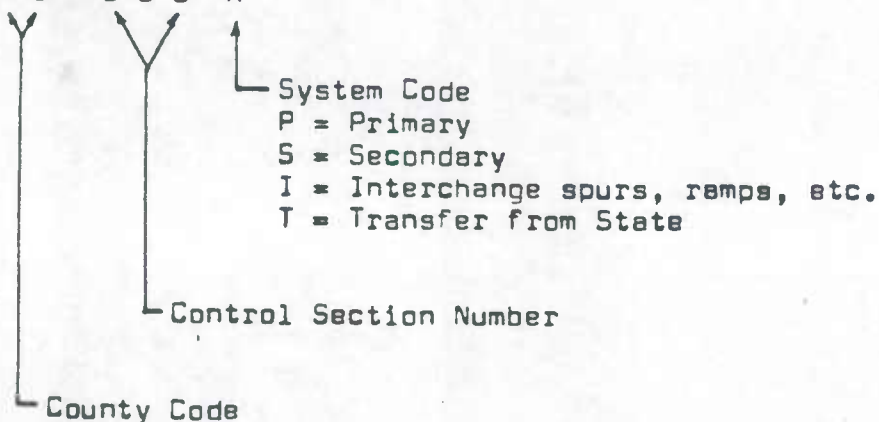 System Code
P = Primary
S = Secondary
I = Interchange spurs, ramps, etc.
T = Transfer from State
Control Section Number
County Code